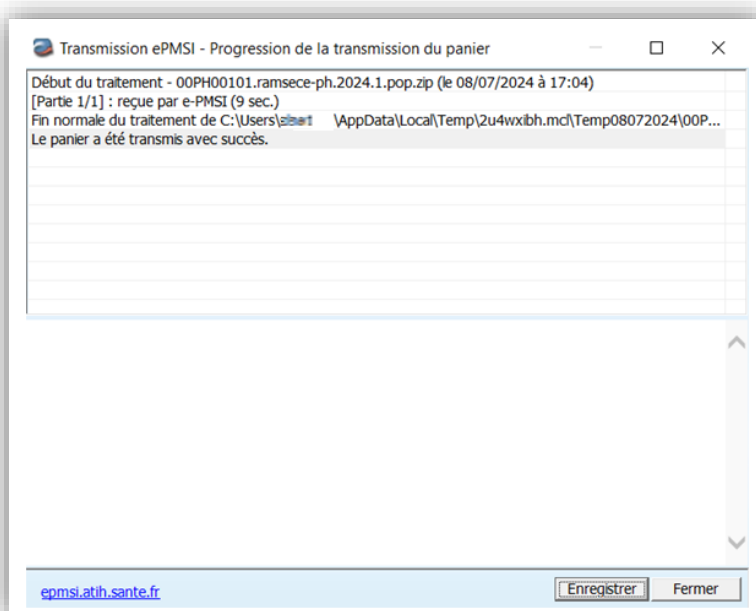 Transmission ePMSI - Progression de la transmission du panier
Début du traitement - 00PH00101.ramsece-ph.2024.1.pop.zip (le 08/07/2024 à 17:04)
[Partie 1/1] : reçue par e-PMSI (9 sec.)
Fin normale du traitement de C:\Users\ \AppData\Local\Temp\2u4wxibh.mcl\Temp08072024\00P...
Le panier a été transmis avec succès.
epmsi.atih.sante.fr
Enregistrer
Fermer